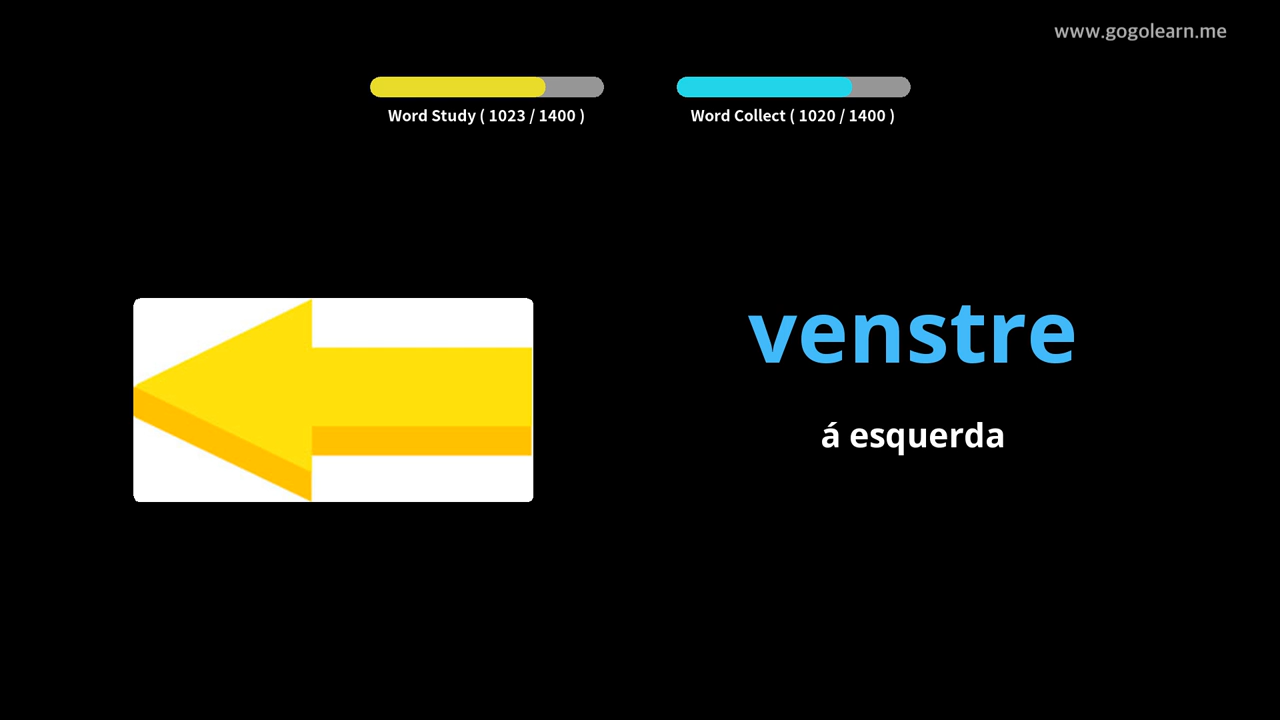 www.gogolearn.me
Word Study ( 1023 / 1400 )
Word Collect ( 1020 / 1400 )
venstre
á esquerda